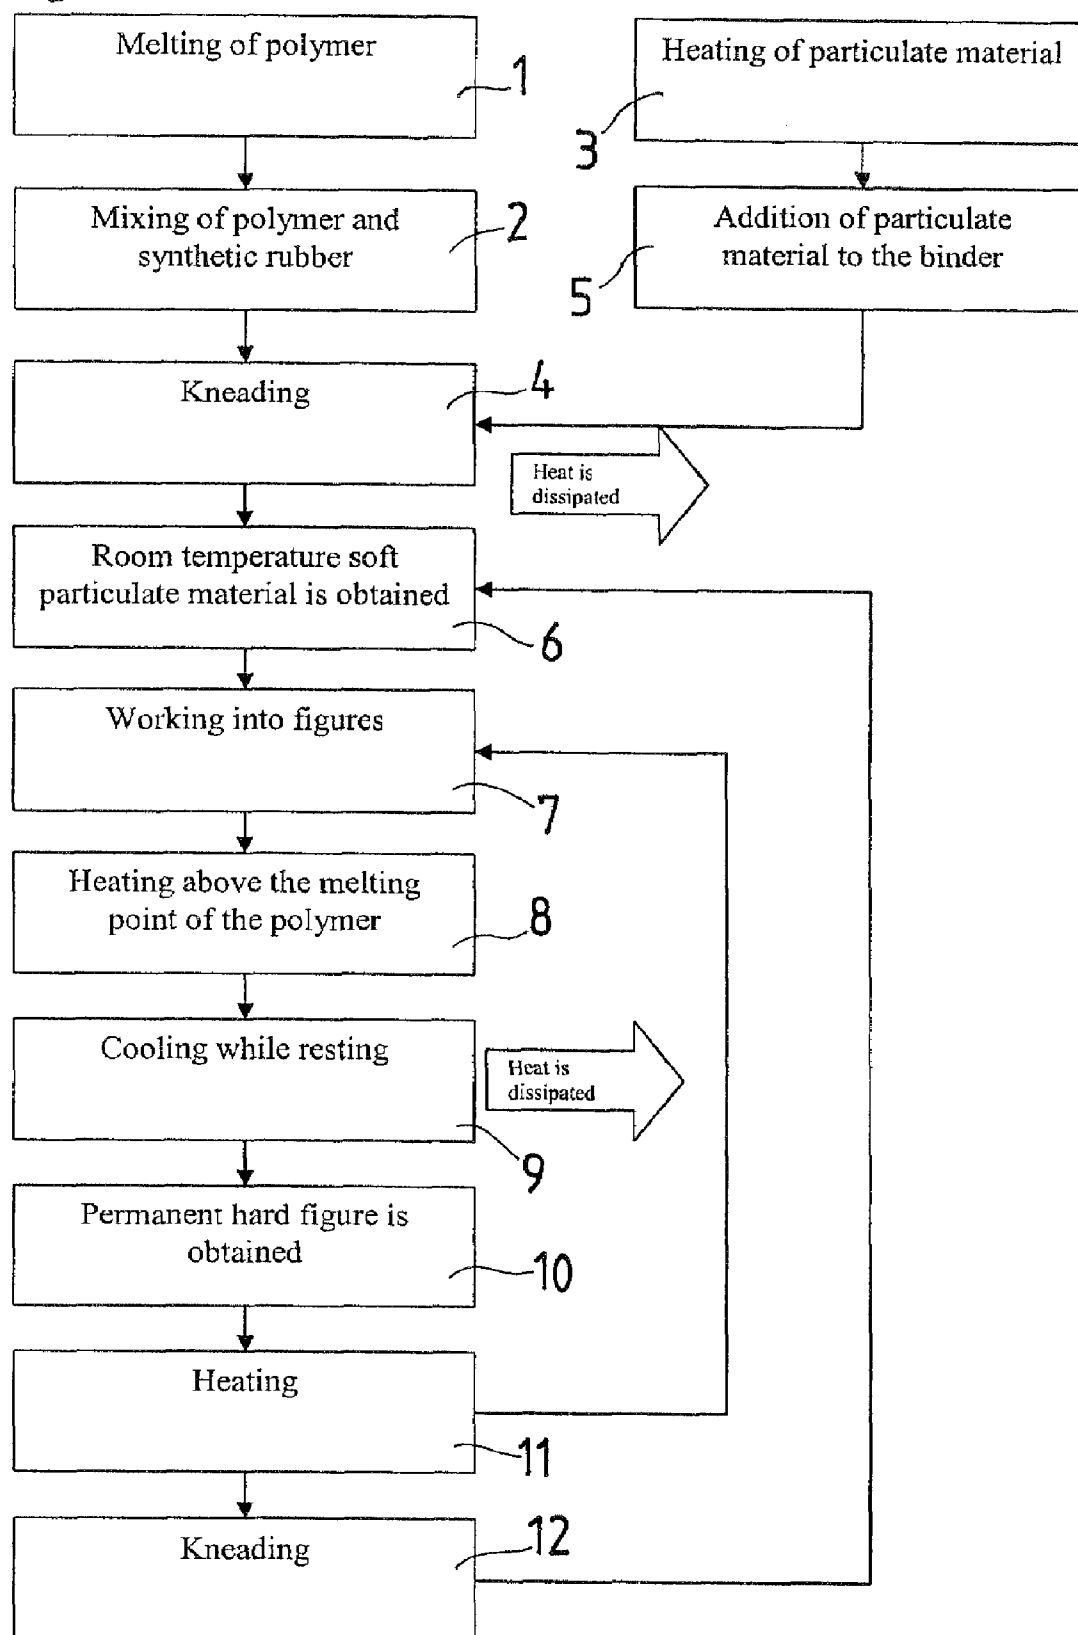 Melting of polymer
1
Heating of particulate material
3
Mixing of polymer and
synthetic rubber
2
Addition of particulate
material to the binder
5
Kneading
4
Heat is
dissipated
Room temperature soft
particulate material is obtained
6
Working into figures
7
Heating above the melting
point of the polymer
8
Cooling while resting
9
Heat is
dissipated
Permanent hard figure is
obtained
10
Heating
11
Kneading
12